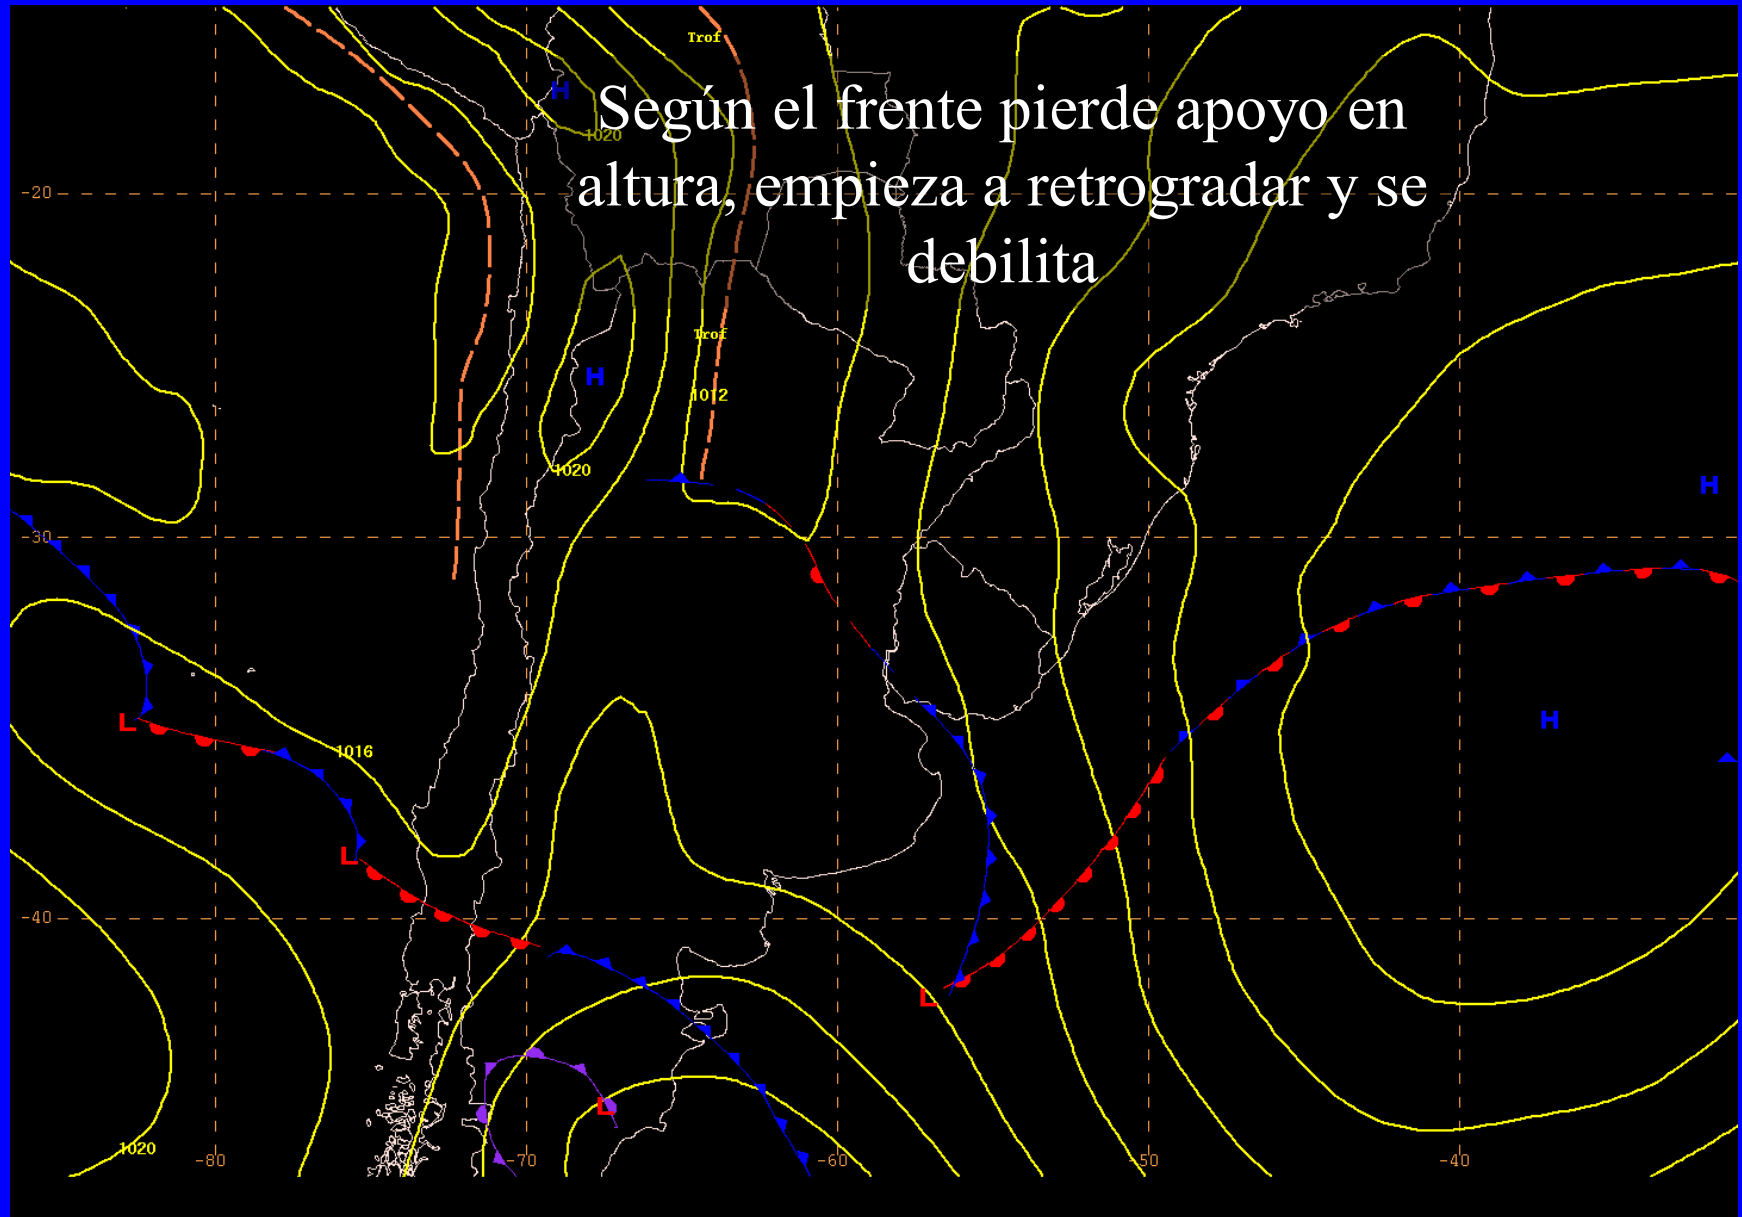 Trof
H
Según el frente pierde apoyo en
1020
altura, empieza a retrogradar y se
-20
debilita
Trof
H
1012
1020
H
-30
L
H
1016
L
-40
L
L
1020
-80
-70
-60
-50
-40